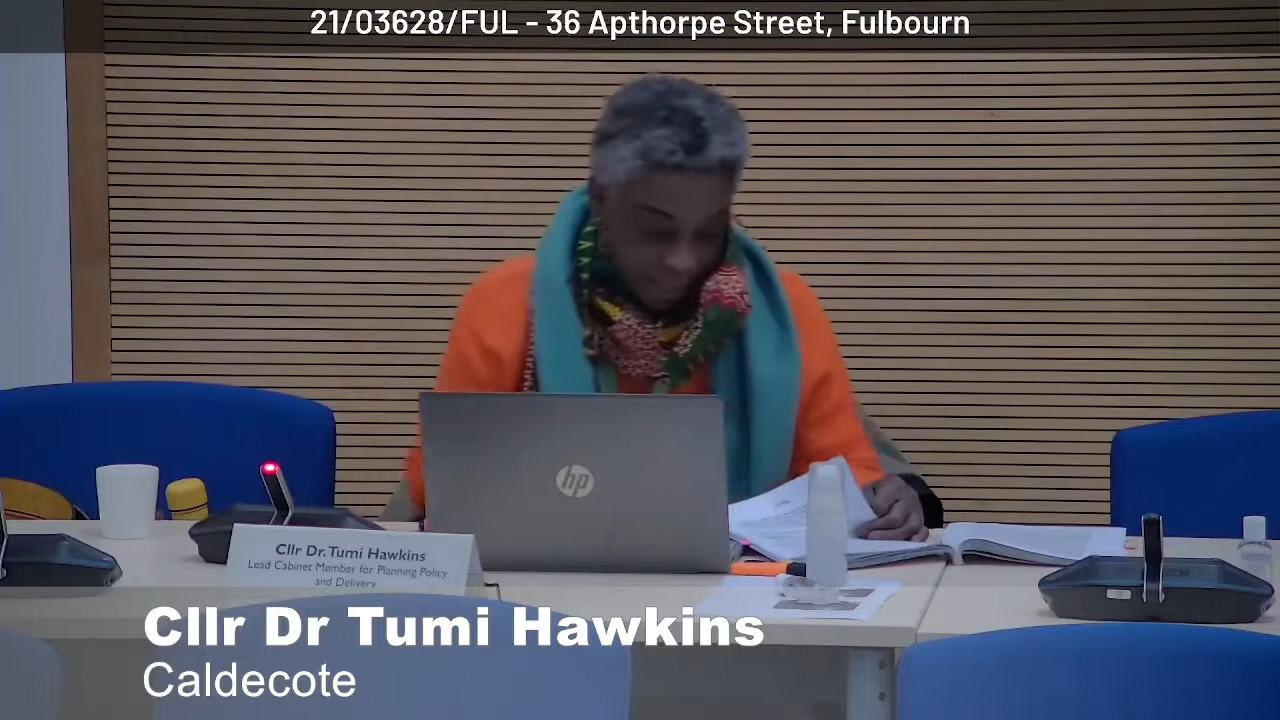 21/03628/FUL - 36 Apthorpe Street, Fulbourn
hp
Cllr Dr. Tumi Hawkins
Lead Cabinet Member for Planning Policy
and Delivery
Cllr Dr Tumi Hawkins
Caldecote